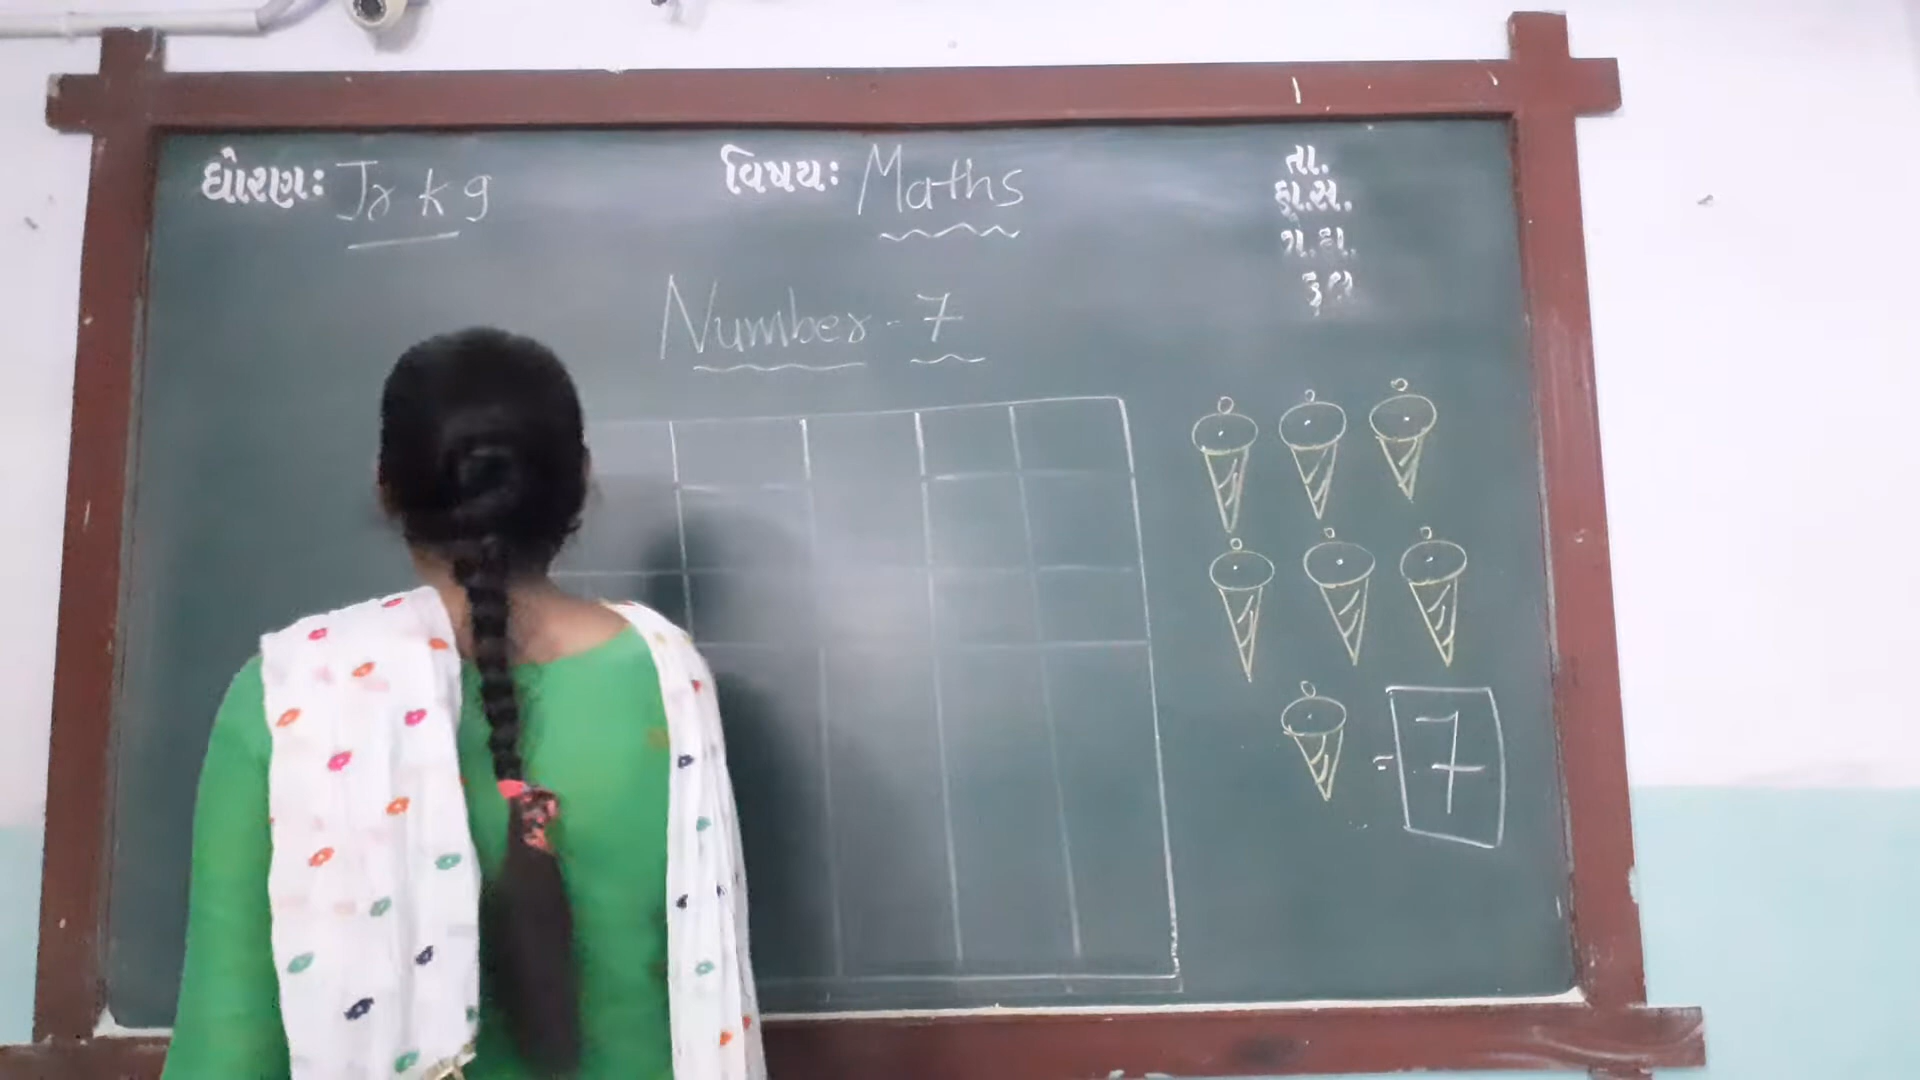 ધોરણ: Jr kg
વિષય: Maths
તા.
કા.સ.
ગે.હા.
કુલ
Number - 7
= 7